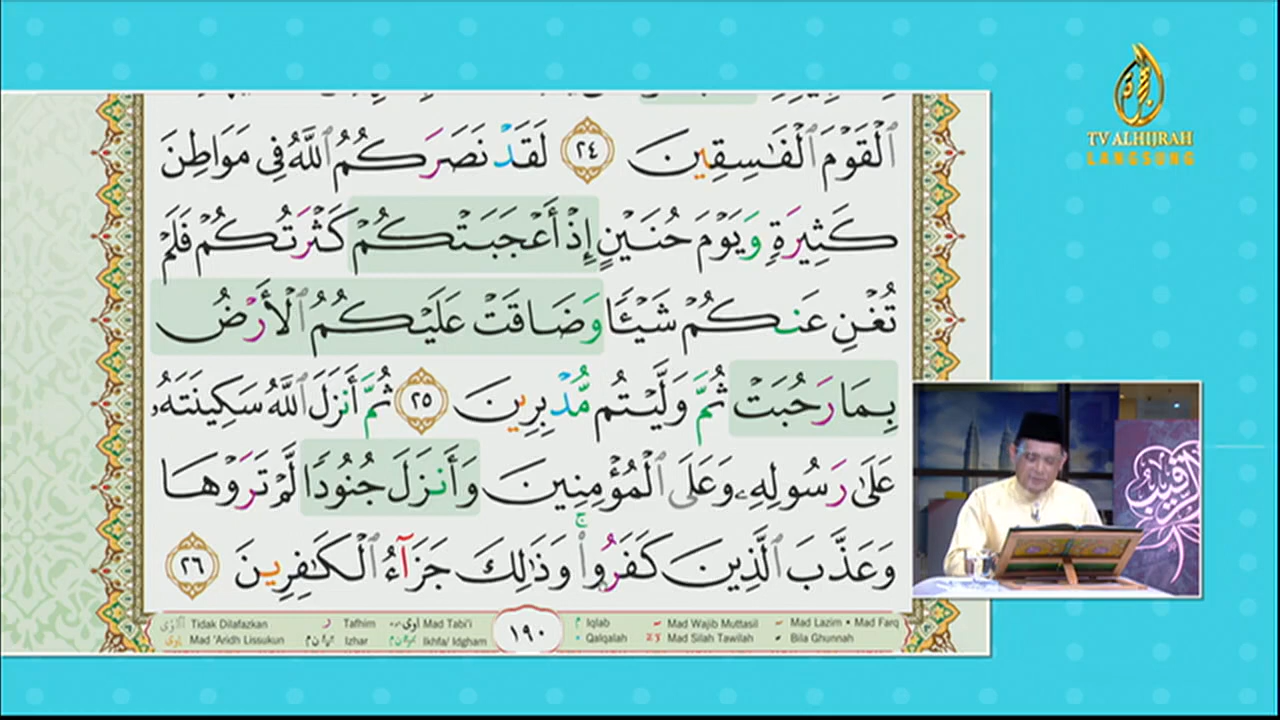 ٱلْقَوْمَ ٱلْفَٰسِقِينَ ٢٤ لَقَدْ نَصَرَكُمُ ٱللَّهُ فِى مَوَاطِنَ
كَثِيرَةٍ وَيَوْمَ حُنَيْنٍ إِذْ أَعْجَبَتْكُمْ كَثْرَتُكُمْ فَلَمْ
تُغْنِ عَنكُمْ شَيْـًٔا وَضَاقَتْ عَلَيْكُمُ ٱلْأَرْضُ
بِمَا رَحُبَتْ ثُمَّ وَلَّيْتُم مُّدْبِرِينَ ٢٥ ثُمَّ أَنزَلَ ٱللَّهُ سَكِينَتَهُۥ
عَلَىٰ رَسُولِهِۦ وَعَلَى ٱلْمُؤْمِنِينَ وَأَنزَلَ جُنُودًا لَّمْ تَرَوْهَا
وَعَذَّبَ ٱلَّذِينَ كَفَرُوا۟ ۚ وَذَٰلِكَ جَزَآءُ ٱلْكَٰفِرِينَ ٢٦
Tidak Dilafazkan Tafhim Mad Tabi'i ١٩٠ Iqlab Mad Wajib Muttasil Mad Lazim • Mad Farq
Mad 'Aridh Lissukun Izhar Ikhfa/ Idgham Qalqalah Mad Silah Tawilah Bila Ghunnah
TV ALHIJRAH
LANGSUNG